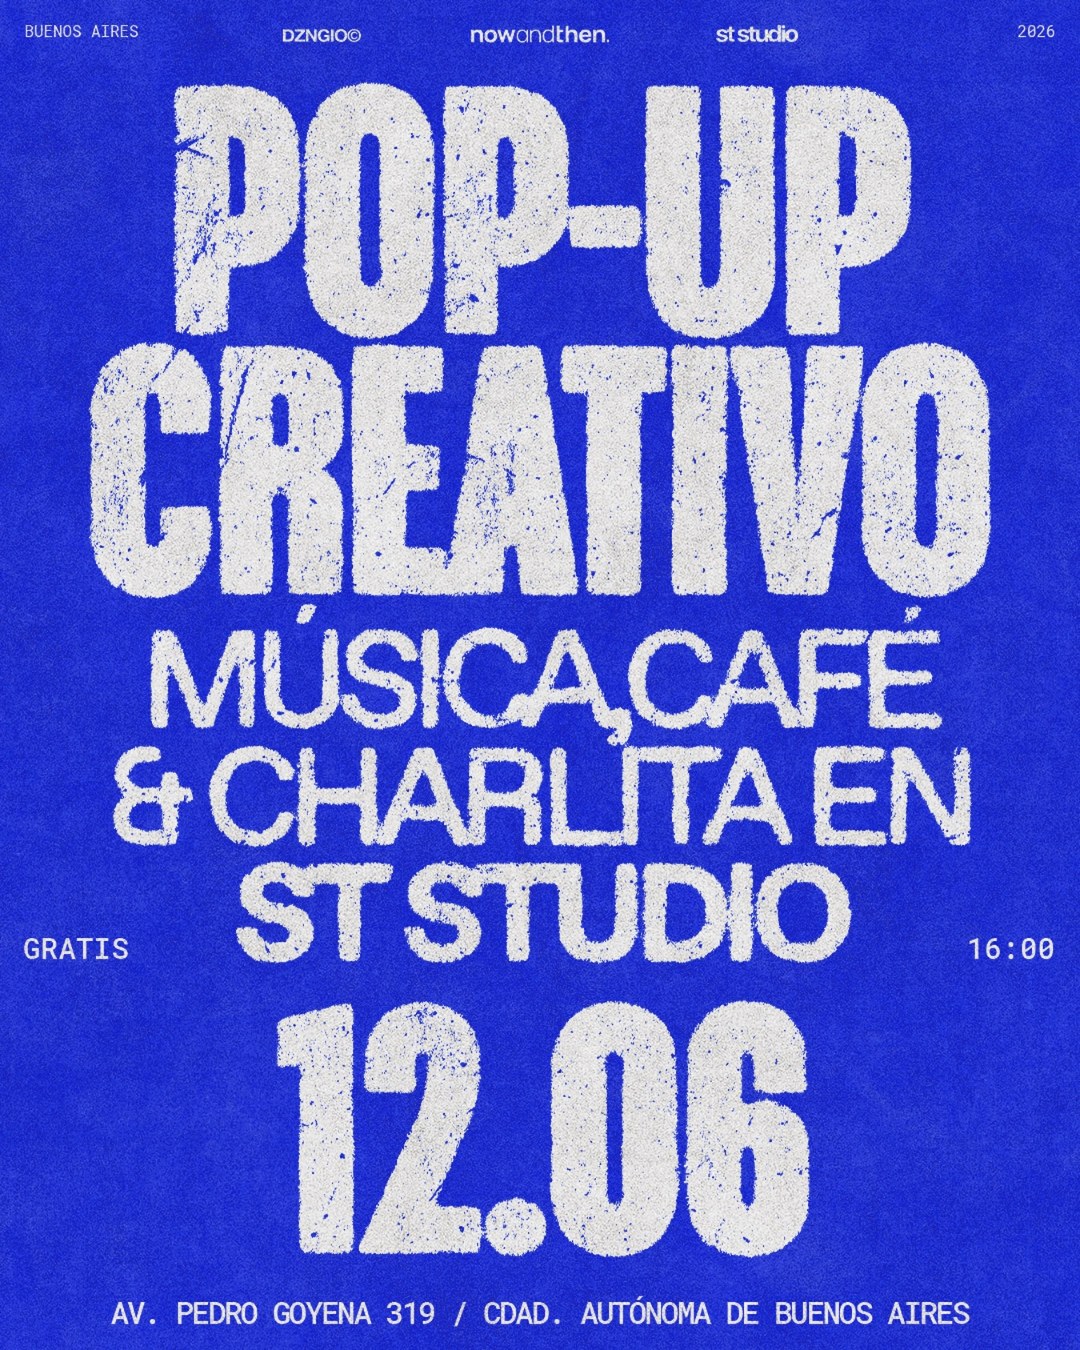 BUENOS AIRES
DZNGIO©
nowandthen.
st studio
2026
POP-UP
CREATIVO
MÚSICA,CAFÉ
& CHARLITA EN
ST STUDIO
GRATIS
16:00
12.06
AV. PEDRO GOYENA 319 / CDAD. AUTÓNOMA DE BUENOS AIRES